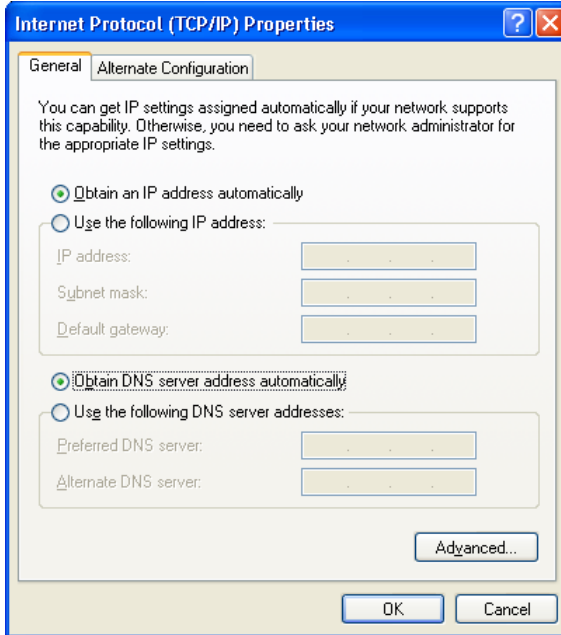 Internet Protocol (TCP/IP) Properties
General Alternate Configuration
You can get IP settings assigned automatically if your network supports
this capability. Otherwise, you need to ask your network administrator for
the appropriate IP settings.
Obtain an IP address automatically
Use the following IP address:
IP address:
Subnet mask:
Default gateway:
Obtain DNS server address automatically
Use the following DNS server addresses:
Preferred DNS server:
Alternate DNS server:
Advanced...
OK Cancel